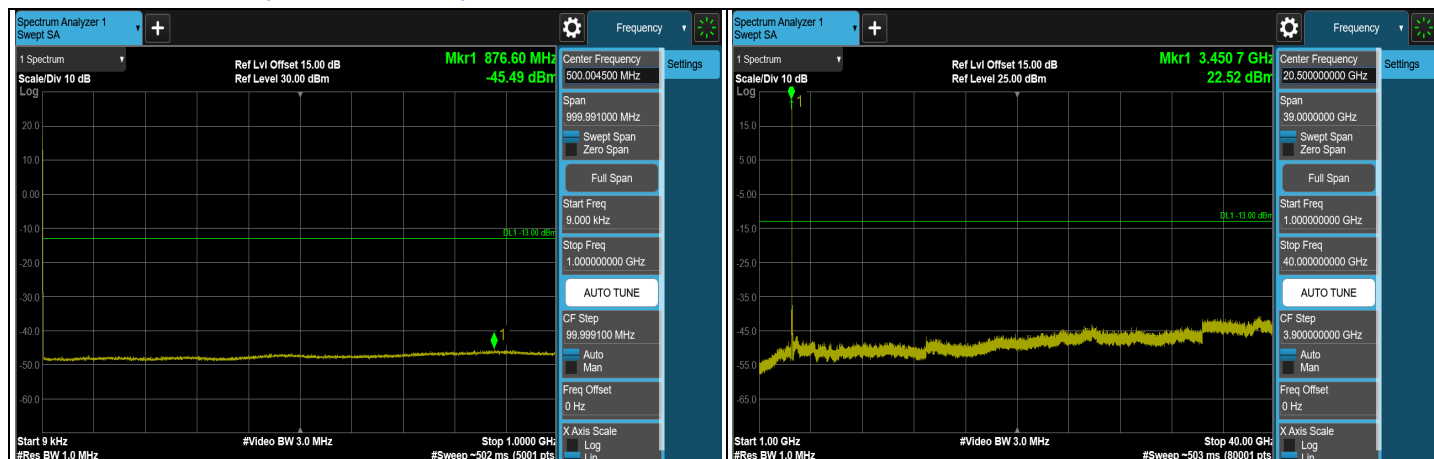 Spectrum Analyzer 1
Swept SA
+
Frequency
1 Spectrum
Scale/Div 10 dB
Log
Ref Lvl Offset 15.00 dB
Ref Level 30.00 dBm
Mkr1 876.60 MHz
-45.49 dBm
20.0
10.0
0.00
-10.0
-20.0
-30.0
-40.0
-50.0
-60.0
DL1 -13.00 dBm
1
Start 9 kHz
#Res BW 1.0 MHz
#Video BW 3.0 MHz
Stop 1.0000 GHz
#Sweep ~502 ms (5001 pts)
Center Frequency
500.004500 MHz
Settings
Span
999.991000 MHz
Swept Span
Zero Span
Full Span
Start Freq
9.000 kHz
Stop Freq
1.000000000 GHz
AUTO TUNE
CF Step
99.999100 MHz
Auto
Man
Freq Offset
0 Hz
X Axis Scale
Log
Lin
Spectrum Analyzer 1
Swept SA
+
Frequency
1 Spectrum
Scale/Div 10 dB
Log
Ref Lvl Offset 15.00 dB
Ref Level 25.00 dBm
Mkr1 3.450 7 GHz
22.52 dBm
1
15.0
5.00
-5.00
-15.0
-25.0
-35.0
-45.0
-55.0
-65.0
DL1 -13.00 dBm
Start 1.00 GHz
#Res BW 1.0 MHz
#Video BW 3.0 MHz
Stop 40.00 GHz
#Sweep ~503 ms (80001 pts)
Center Frequency
20.500000000 GHz
Settings
Span
39.0000000 GHz
Swept Span
Zero Span
Full Span
Start Freq
1.000000000 GHz
Stop Freq
40.000000000 GHz
AUTO TUNE
CF Step
3.900000000 GHz
Auto
Man
Freq Offset
0 Hz
X Axis Scale
Log
Lin